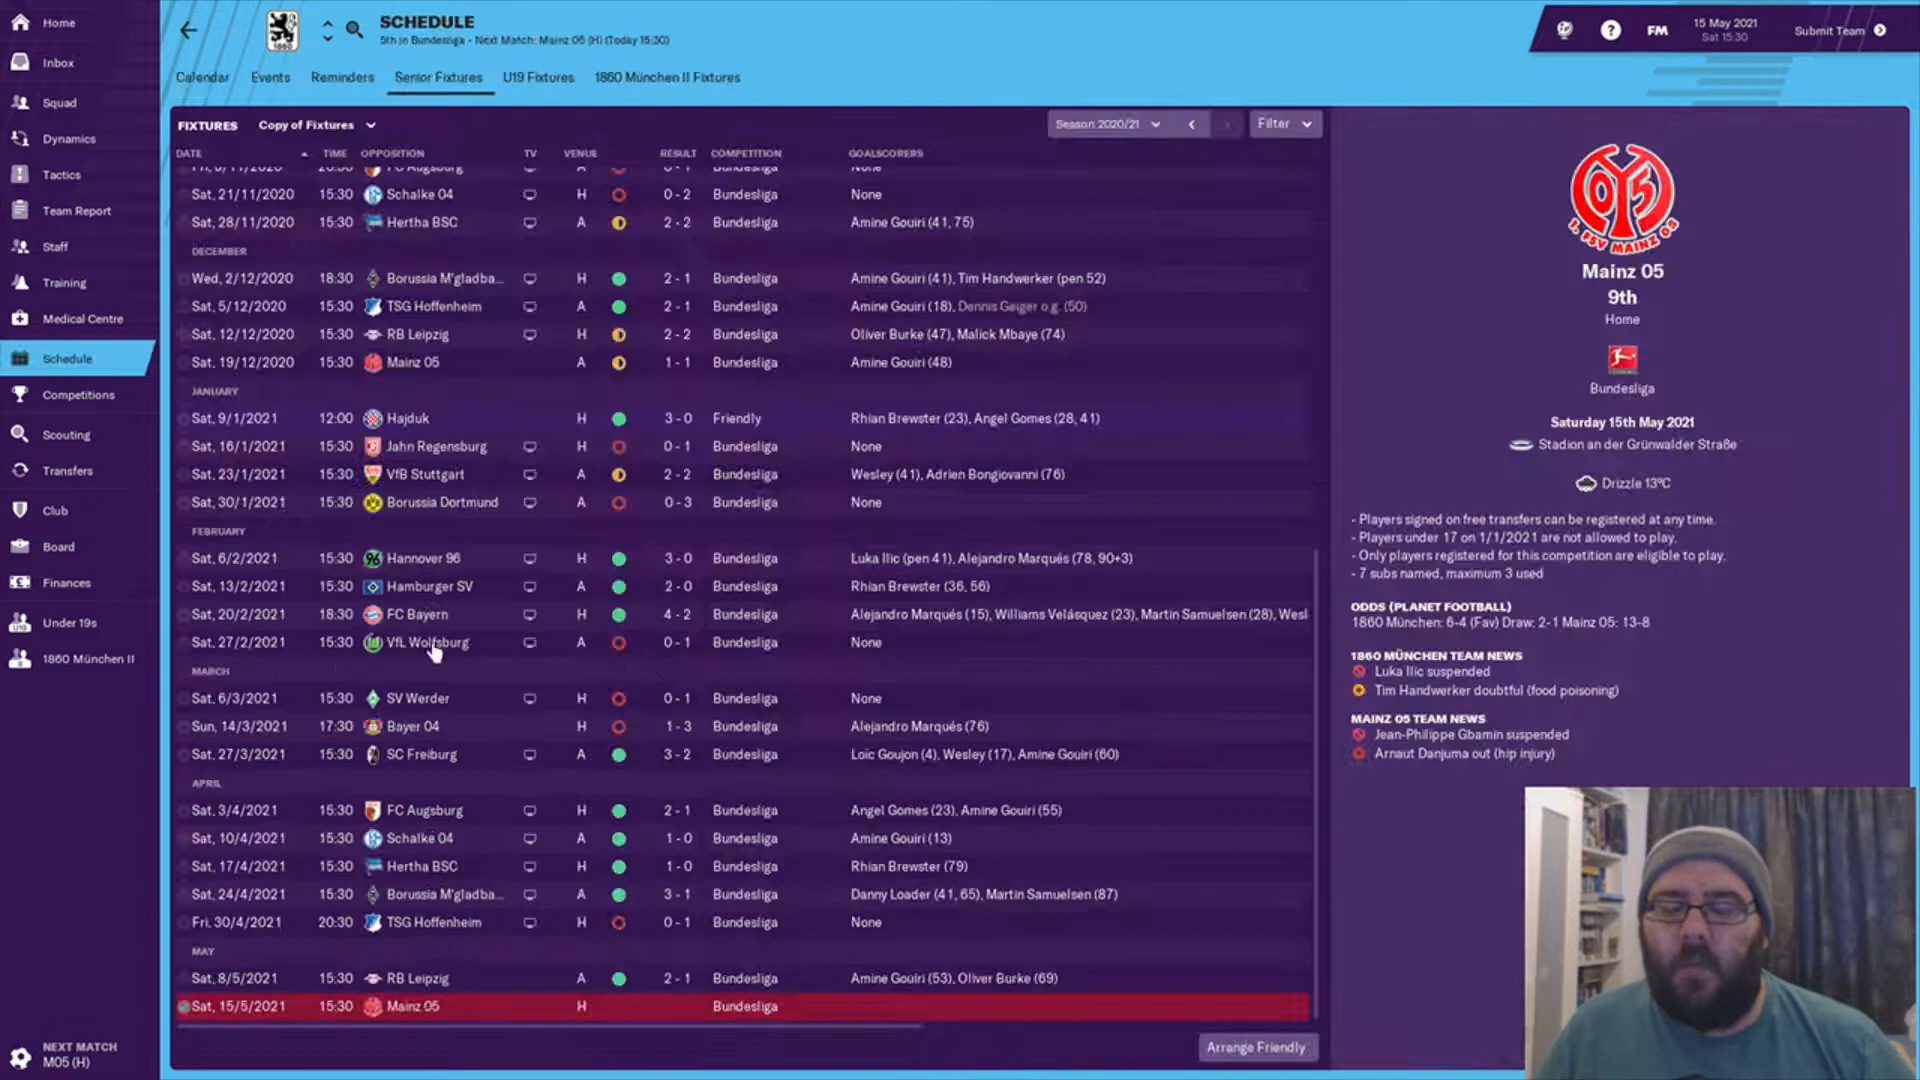 Home
Inbox
Squad
Dynamics
Tactics
Team Report
Staff
Training
Medical Centre
Schedule
Competitions
Scouting
Transfers
Club
Board
Finances
Under 19s
1860 München II
NEXT MATCH
M05 (H)
SCHEDULE
5th in Bundesliga - Next Match: Mainz 05 (H) (Today 15:30)
15 May 2021
Sat 15:30
FM
Submit Team
Calendar Events Reminders Senior Fixtures U19 Fixtures 1860 München II Fixtures
FIXTURES Copy of Fixtures Season 2020/21 Filter
DATE TIME OPPOSITION TV VENUE RESULT COMPETITION GOALSCORERS
FC Augsburg A 0 - 1 Bundesliga None
Sat, 21/11/2020 15:30 Schalke 04 H 0 - 2 Bundesliga None
Sat, 28/11/2020 15:30 Hertha BSC A 2 - 2 Bundesliga Amine Gouiri (41, 75)
DECEMBER
Wed, 2/12/2020 18:30 Borussia M'gladba... H 2 - 1 Bundesliga Amine Gouiri (41), Tim Handwerker (pen 52)
Sat, 5/12/2020 15:30 TSG Hoffenheim A 2 - 1 Bundesliga Amine Gouiri (18), Dennis Geiger o.g. (50)
Sat, 12/12/2020 15:30 RB Leipzig H 2 - 2 Bundesliga Oliver Burke (47), Malick Mbaye (74)
Sat, 19/12/2020 15:30 Mainz 05 A 1 - 1 Bundesliga Amine Gouiri (48)
JANUARY
Sat, 9/1/2021 12:00 Hajduk H 3 - 0 Friendly Rhian Brewster (23), Angel Gomes (28, 41)
Sat, 16/1/2021 15:30 Jahn Regensburg H 0 - 1 Bundesliga None
Sat, 23/1/2021 15:30 VfB Stuttgart A 2 - 2 Bundesliga Wesley (41), Adrien Bongiovanni (76)
Sat, 30/1/2021 15:30 Borussia Dortmund A 0 - 3 Bundesliga None
FEBRUARY
Sat, 6/2/2021 15:30 Hannover 96 H 3 - 0 Bundesliga Luka Ilic (pen 41), Alejandro Marqués (78, 90+3)
Sat, 13/2/2021 15:30 Hamburger SV A 2 - 0 Bundesliga Rhian Brewster (36, 56)
Sat, 20/2/2021 18:30 FC Bayern H 4 - 2 Bundesliga Alejandro Marqués (15), Williams Velásquez (23), Martin Samuelsen (28), Wesl
Sat, 27/2/2021 15:30 VfL Wolfsburg A 0 - 1 Bundesliga None
MARCH
Sat, 6/3/2021 15:30 SV Werder H 0 - 1 Bundesliga None
Sun, 14/3/2021 17:30 Bayer 04 H 1 - 3 Bundesliga Alejandro Marqués (76)
Sat, 27/3/2021 15:30 SC Freiburg A 3 - 2 Bundesliga Loïc Goujon (4), Wesley (17), Amine Gouiri (60)
APRIL
Sat, 3/4/2021 15:30 FC Augsburg H 2 - 1 Bundesliga Angel Gomes (23), Amine Gouiri (55)
Sat, 10/4/2021 15:30 Schalke 04 A 1 - 0 Bundesliga Amine Gouiri (13)
Sat, 17/4/2021 15:30 Hertha BSC H 1 - 0 Bundesliga Rhian Brewster (79)
Sat, 24/4/2021 15:30 Borussia M'gladba... A 3 - 1 Bundesliga Danny Loader (41, 65), Martin Samuelsen (87)
Fri, 30/4/2021 20:30 TSG Hoffenheim H 0 - 1 Bundesliga None
MAY
Sat, 8/5/2021 15:30 RB Leipzig A 2 - 1 Bundesliga Amine Gouiri (53), Oliver Burke (69)
Sat, 15/5/2021 15:30 Mainz 05 H Bundesliga
Arrange Friendly
1. FSV MAINZ 05
Mainz 05
9th
Home
Bundesliga
Saturday 15th May 2021
Stadion an der Grünwalder Straße
Drizzle 13°C
- Players signed on free transfers can be registered at any time.
- Players under 17 on 1/1/2021 are not allowed to play.
- Only players registered for this competition are eligible to play.
- 7 subs named, maximum 3 used
ODDS (PLANET FOOTBALL)
1860 München: 6-4 (Fav) Draw: 2-1 Mainz 05: 13-8
1860 MÜNCHEN TEAM NEWS
Luka Ilic suspended
Tim Handwerker doubtful (food poisoning)
MAINZ 05 TEAM NEWS
Jean-Philippe Gbamin suspended
Arnaut Danjuma out (hip injury)